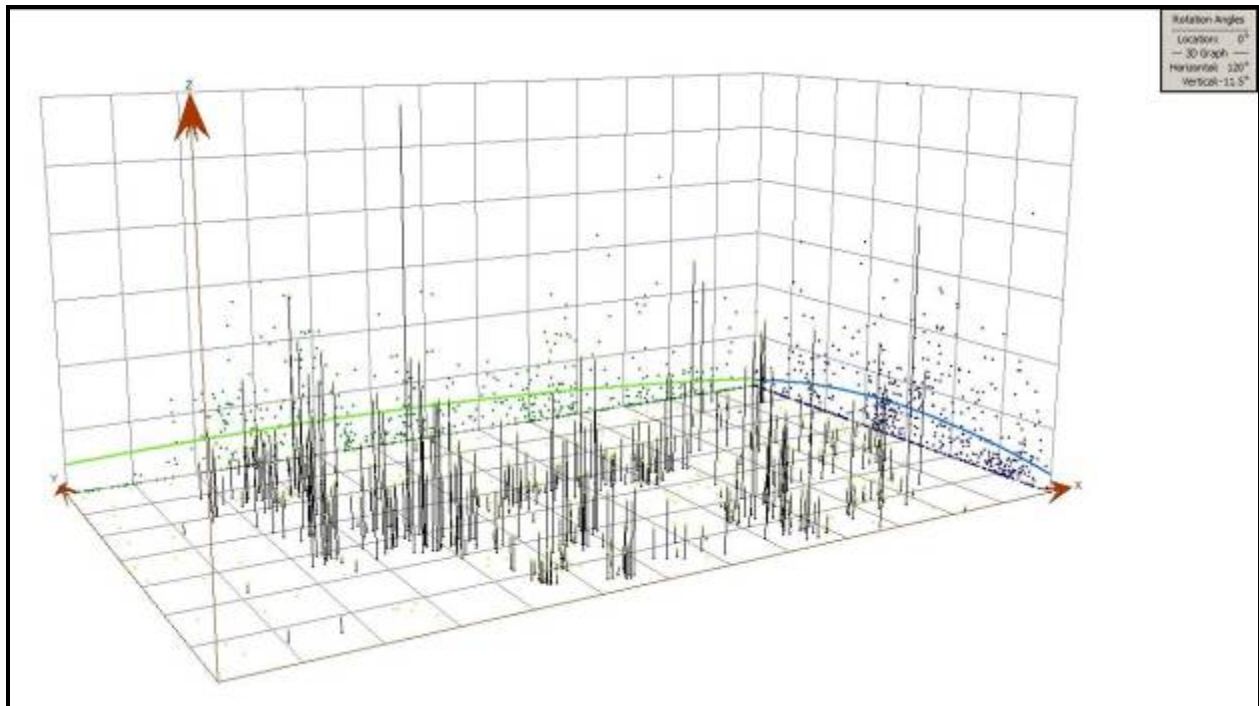 Rotation Angles
Location: 0°
3D Graph
Horizontal: 120°
Vertical -11.5°
Z
Y
X